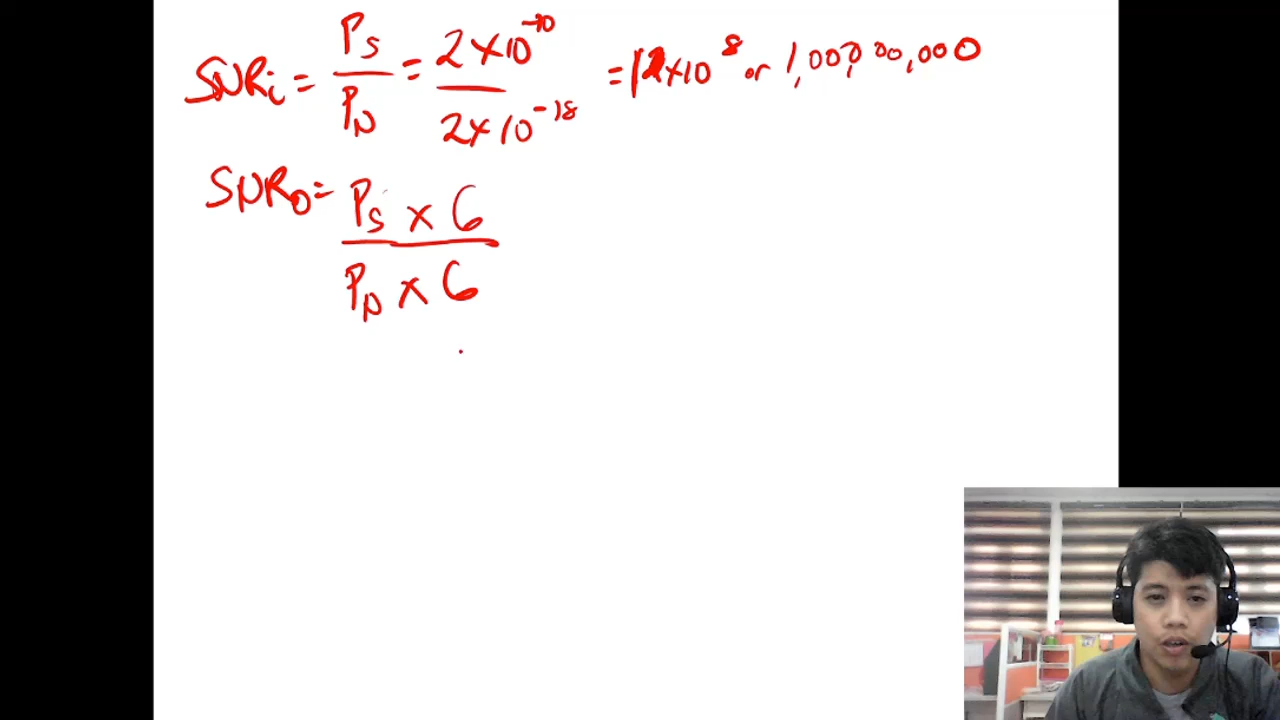 SNRi = Ps / PN = 2 x 10^-10 / 2 x 10^-18 = 1 x 10^8 or 1,000,000,000
SNRo = Ps x G / PN x G